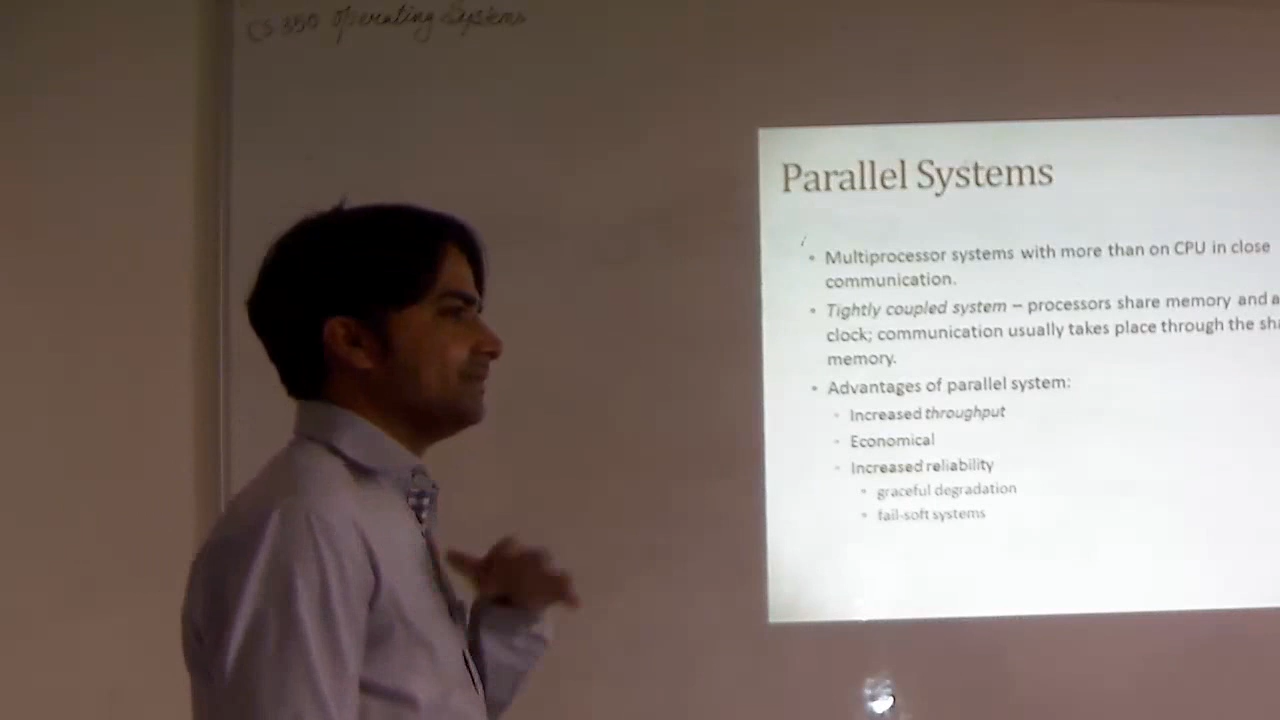 CS 350 Operating Systems
Parallel Systems
• Multiprocessor systems with more than on CPU in close
communication.
• Tightly coupled system – processors share memory and a
clock; communication usually takes place through the sha
memory.
• Advantages of parallel system:
◦ Increased throughput
◦ Economical
◦ Increased reliability
• graceful degradation
• fail-soft systems